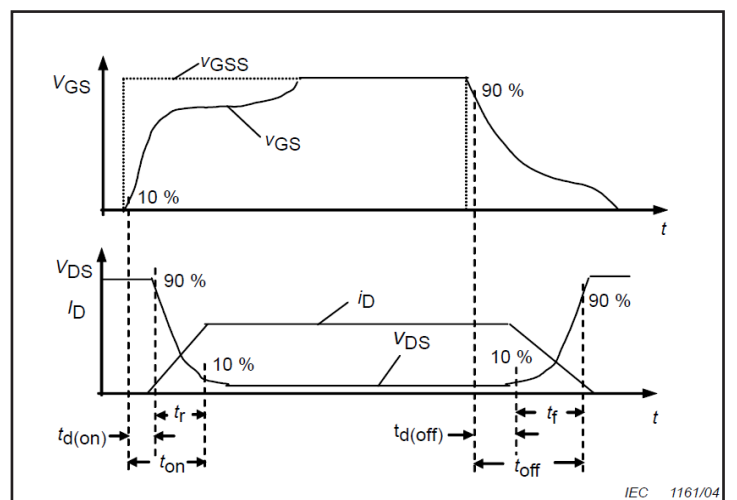 vGSS
VGS
90 %
vGS
10 %
t
VDS
90 %
ID
iD
90 %
VDS
10 %
10 %
tr
tf
t
td(on)
td(off)
ton
toff
IEC 1161/04